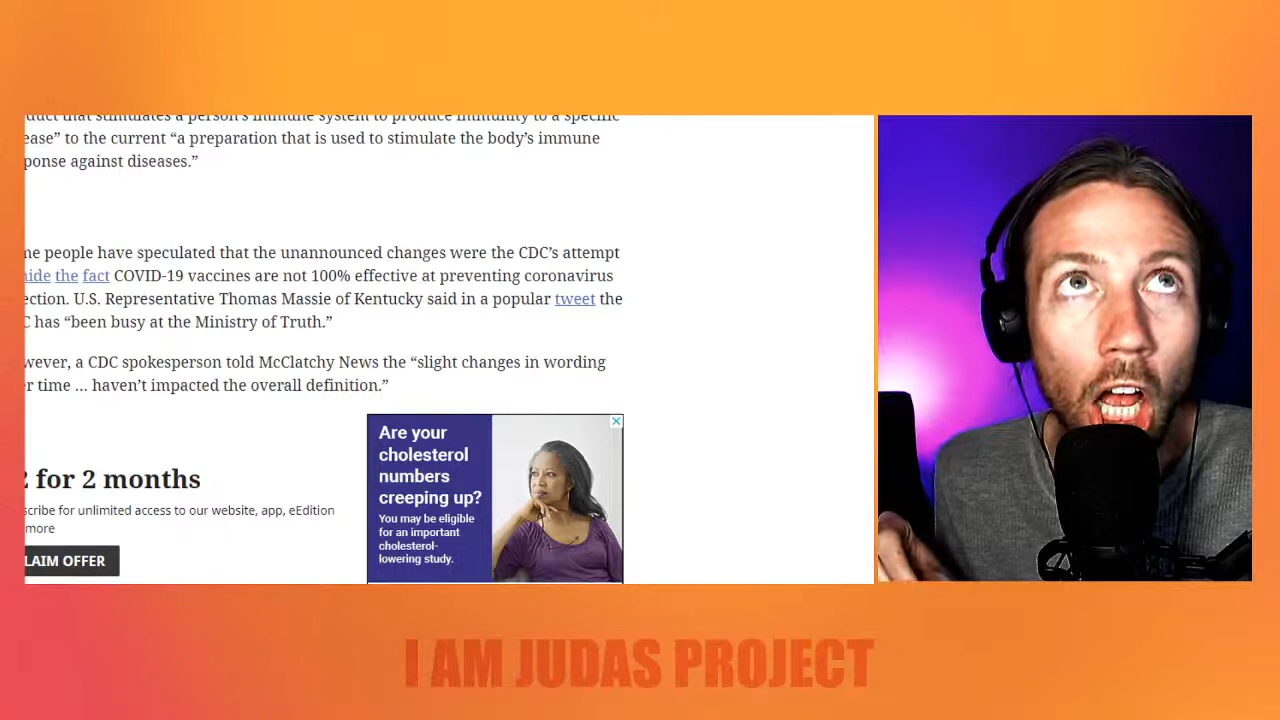 duct that stimulates a person's immune system to produce immunity to a specific
ease” to the current “a preparation that is used to stimulate the body’s immune
ponse against diseases.”
me people have speculated that the unannounced changes were the CDC’s attempt
hide the fact COVID-19 vaccines are not 100% effective at preventing coronavirus
ection. U.S. Representative Thomas Massie of Kentucky said in a popular tweet the
C has “been busy at the Ministry of Truth.”
wever, a CDC spokesperson told McClatchy News the “slight changes in wording
r time … haven’t impacted the overall definition.”
2 for 2 months
scribe for unlimited access to our website, app, eEdition
more
LAIM OFFER
Are your
cholesterol
numbers
creeping up?
You may be eligible
for an important
cholesterol-
lowering study.
I AM JUDAS PROJECT